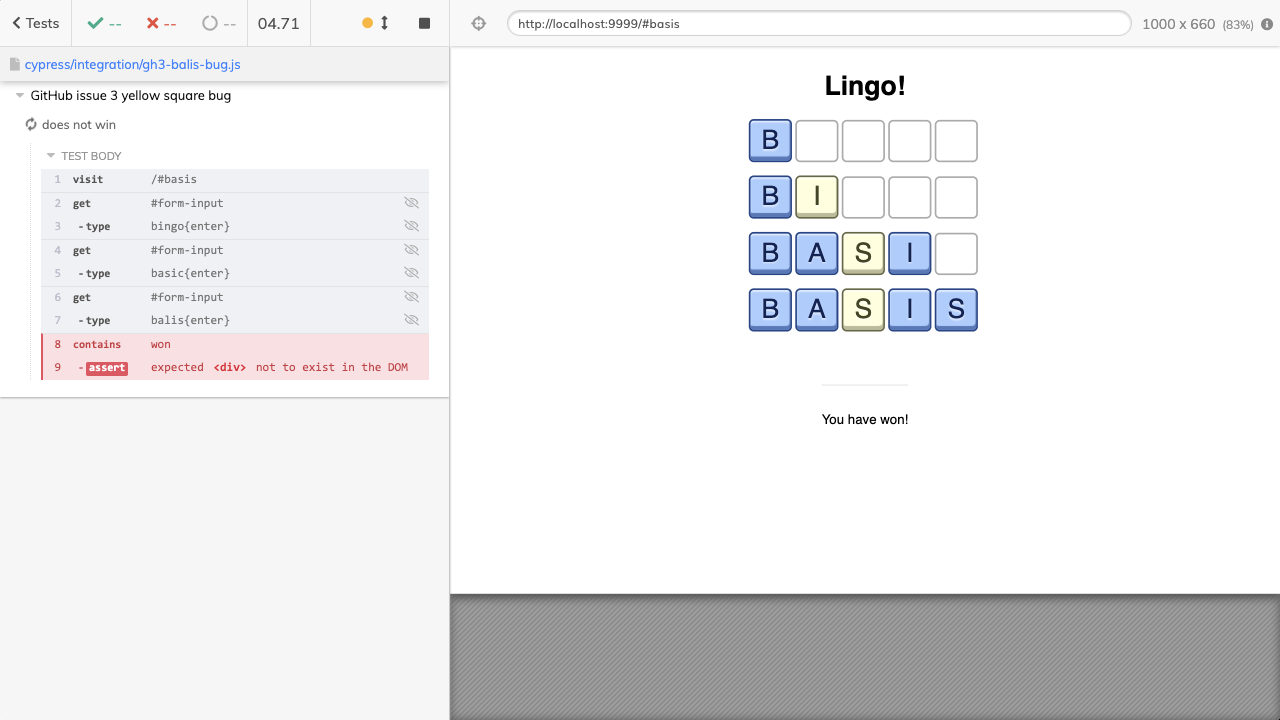 Tests
--
--
--
04.71
http://localhost:9999/#basis
1000 x 660 (83%)
cypress/integration/gh3-balis-bug.js
GitHub issue 3 yellow square bug
does not win
TEST BODY
1 visit /#basis
2 get #form-input
3 -type bingo{enter}
4 get #form-input
5 -type basic{enter}
6 get #form-input
7 -type balis{enter}
8 contains won
9 -assert expected <div> not to exist in the DOM
Lingo!
B
B I
B A S I
B A S I S
You have won!